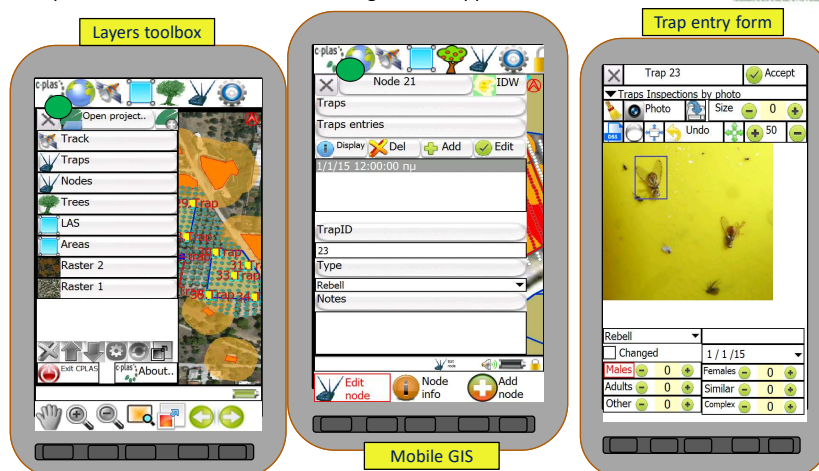 Layers toolbox
c-plas
Open project..
Track
Traps
Nodes
Trees
LAS
Areas
Raster 2
Raster 1
Exit CPLAS
c-plas
About..
31.Tr
33.Trap
c-plas
Node 21
IDW
Traps
Traps entries
Display
Del
Add
Edit
1/1/15 12:00:00 πμ
TrapID
23
Type
Rebell
Notes
Edit node
Node info
Add node
Mobile GIS
Trap entry form
Trap 23
Accept
Traps Inspections by photo
Photo
Size
0
Undo
50
Rebell
Changed
1 / 1 /15
Males 0
Females 0
Adults 0
Similar 0
Other 0
Complex 0